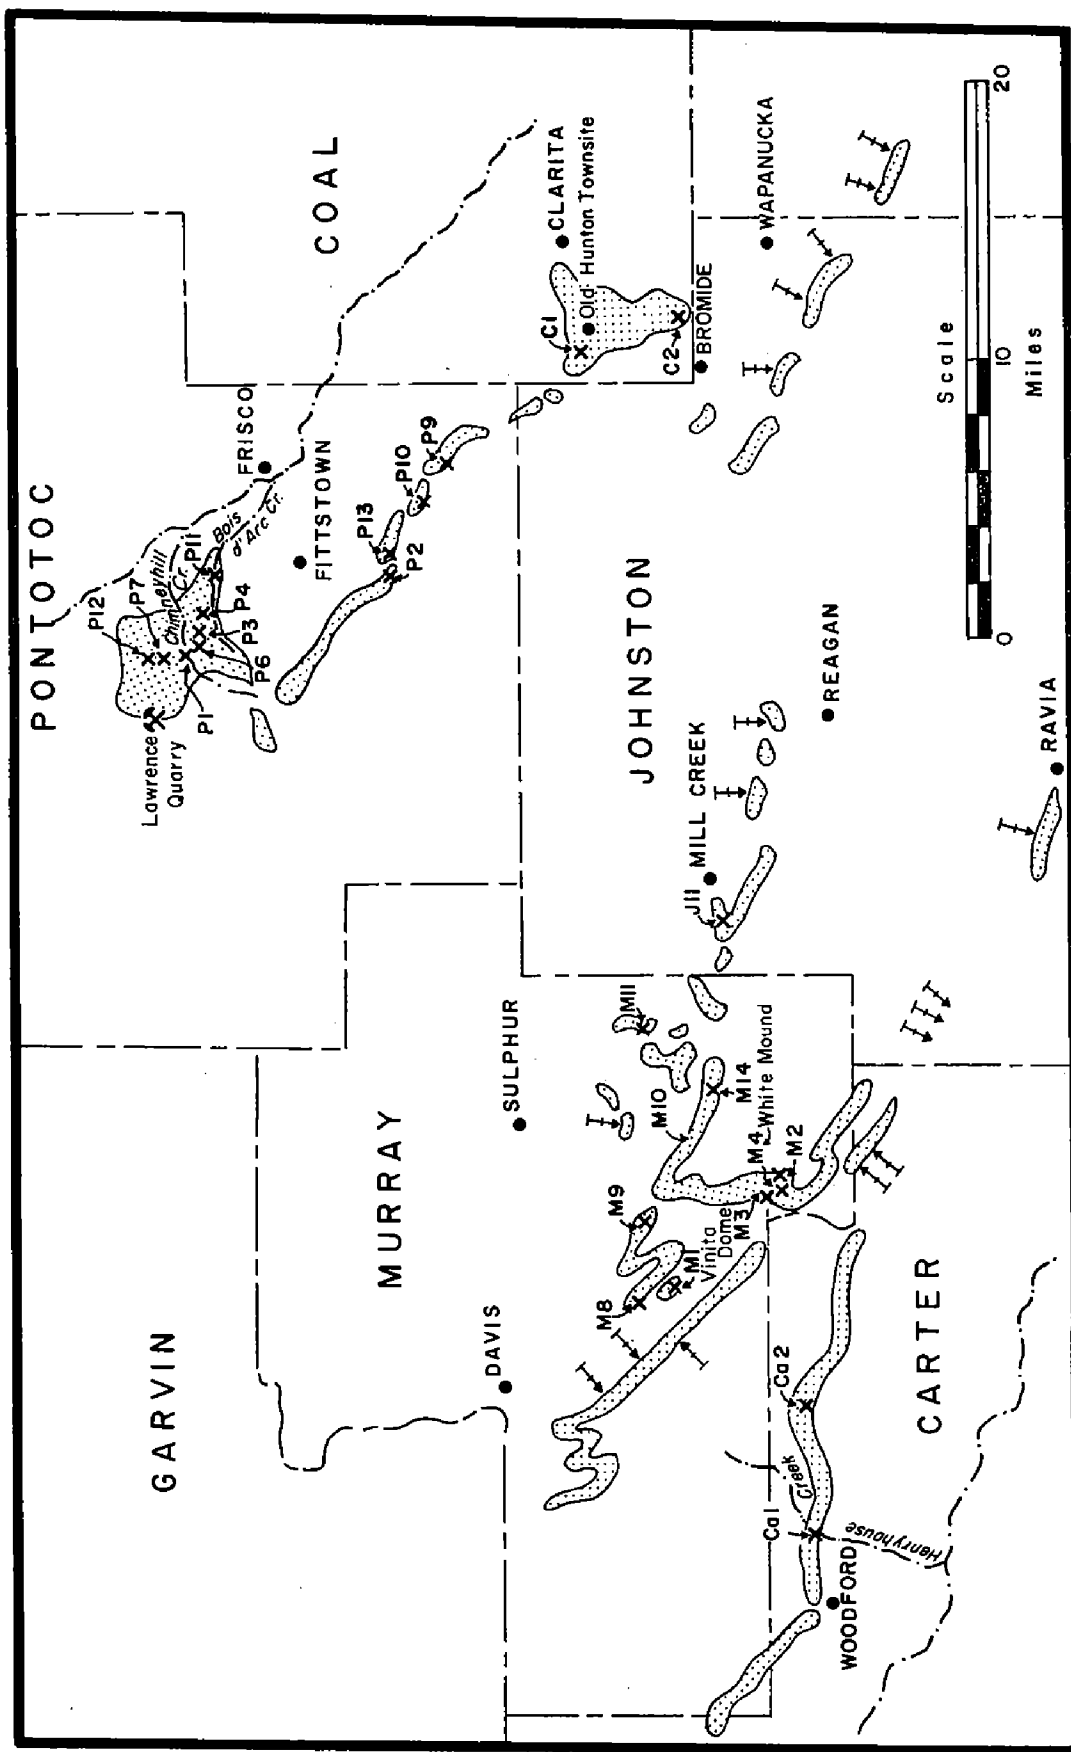 PONTOTOC
COAL
GARVIN
MURRAY
JOHNSTON
CARTER
Lawrence
Quarry
P12
P7
Chimneyhill
Cr.
P11
Bois
d'Arc Cr.
P1
P6
P3
P4
FRISCO
FITTSTOWN
P13
P2
P10
P9
C1
CLARITA
Old Hunton Townsite
C2
BROMIDE
WAPANUCKA
SULPHUR
DAVIS
M11
M10
M14
M4 White Mound
M2
M3
M9
M8
M1
Vinita
Dome
J11
MILL CREEK
REAGAN
RAVIA
Ca2
Ca1
Creek
Henryhouse
WOODFORD
Scale
0
10
20
Miles